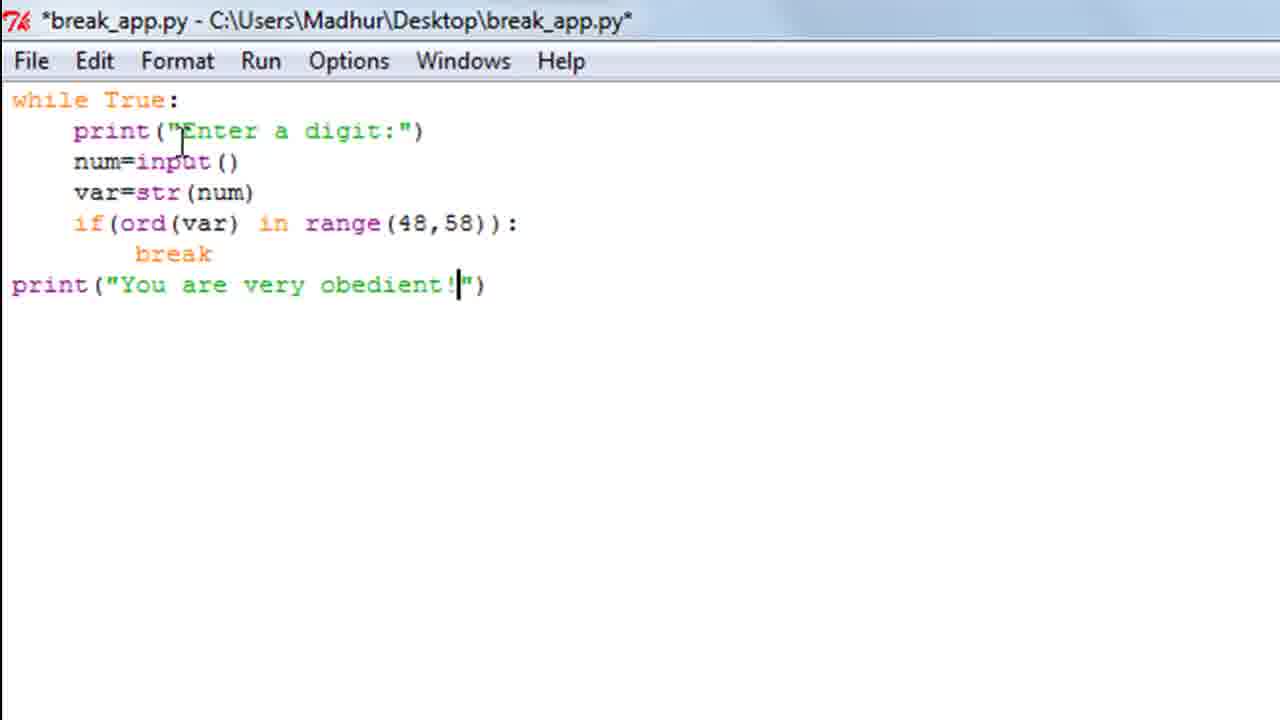 *break_app.py - C:\Users\Madhur\Desktop\break_app.py*
File Edit Format Run Options Windows Help
while True:
    print("Enter a digit:")
    num=input()
    var=str(num)
    if(ord(var) in range(48,58)):
        break
print("You are very obedient!")